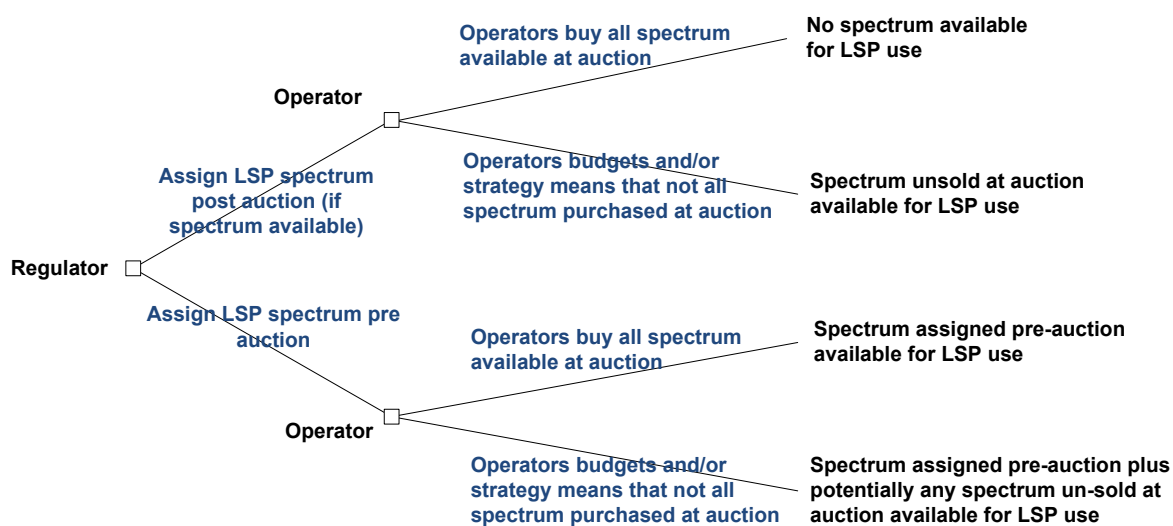 Operators buy all spectrum
available at auction
No spectrum available
for LSP use
Operator
Assign LSP spectrum
post auction (if
spectrum available)
Operators budgets and/or
strategy means that not all
spectrum purchased at auction
Spectrum unsold at auction
available for LSP use
Regulator
Assign LSP spectrum pre
auction
Operators buy all spectrum
available at auction
Spectrum assigned pre-auction
available for LSP use
Operator
Operators budgets and/or
strategy means that not all
spectrum purchased at auction
Spectrum assigned pre-auction plus
potentially any spectrum un-sold at
auction available for LSP use